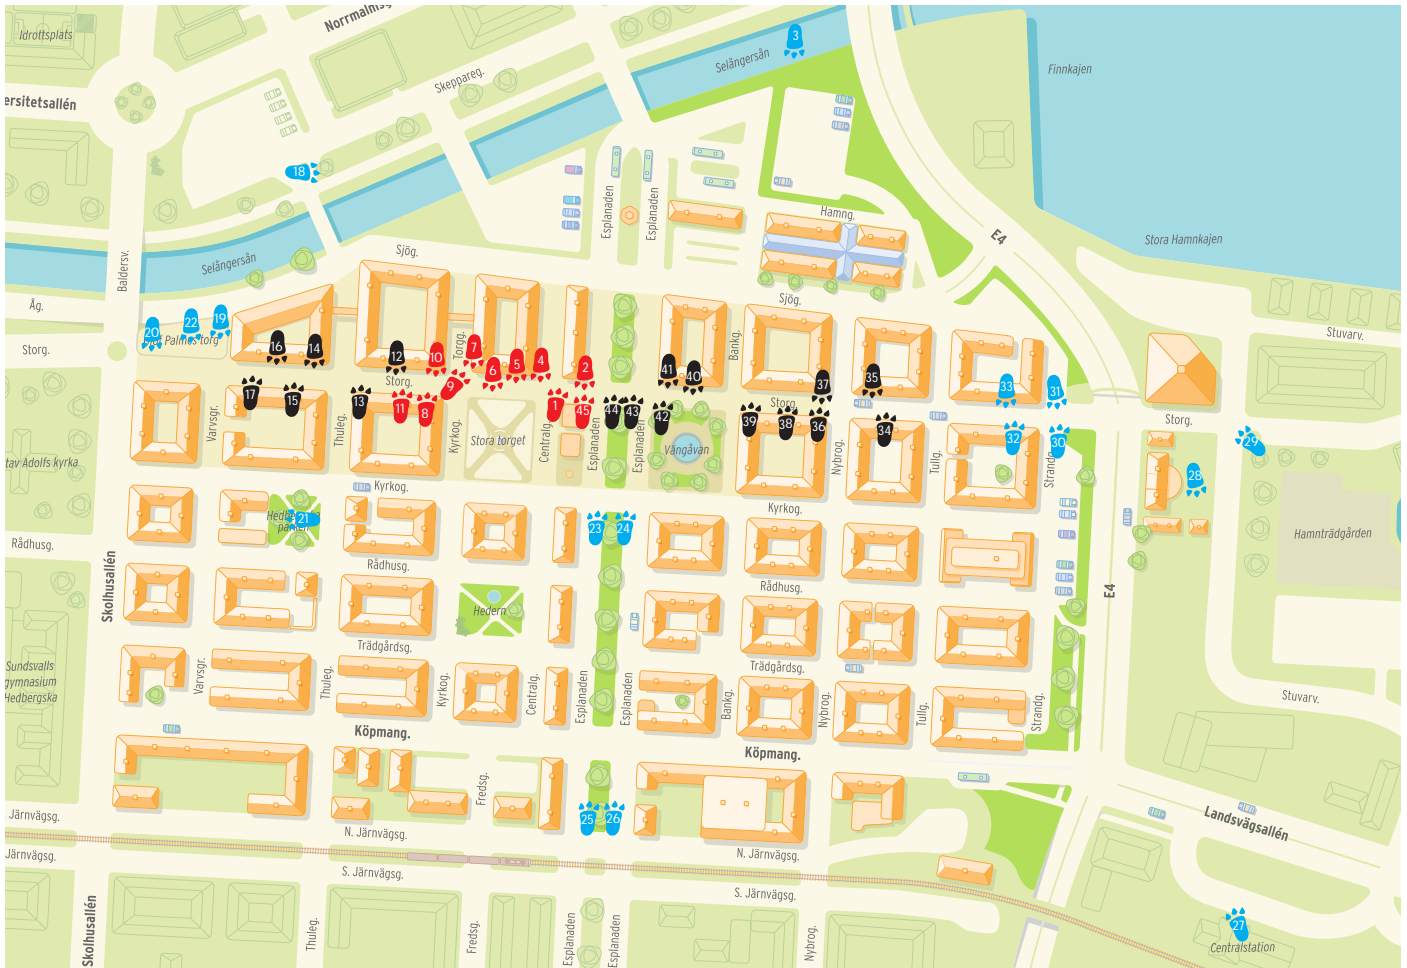 Idrottsplats
Norrmalmsg
ersitetsallén
Skeppareg.
Selångersån
3
Finnkajen
18
Esplanaden
Esplanaden
Hamng.
E4
Stora Hamnkajen
Baldersv.
Selångersån
Sjög.
Sjög.
Åg.
20
22
19
Palmes torg
Storg.
16
14
12
10
Torgg.
7
6
5
4
2
Storg.
9
41
40
Bankg.
37
35
33
31
Stuvarv.
17
15
13
11
8
1
45
44
43
42
Storg.
39
38
36
34
32
30
Storg.
29
Varvsgr.
Thuleg.
Kyrkog.
Stora torget
Centralg.
Esplanaden
Esplanaden
Vängåvan
Nybrog.
Tullg.
Strandg.
28
tav Adolfs kyrka
Kyrkog.
Kyrkog.
21
23
24
Hamnträdgården
Rådhusg.
Rådhusg.
Rådhusg.
Skolhusallén
E4
Hedern
Trädgårdsg.
Trädgårdsg.
Sundsvalls
gymnasium
Hedbergska
Varvsgr.
Thuleg.
Kyrkog.
Centralg.
Esplanaden
Esplanaden
Bankg.
Nybrog.
Tullg.
Strandg.
Stuvarv.
Köpmang.
Köpmang.
Fredsg.
25
26
Landsvägsallén
Järnvägsg.
N. Järnvägsg.
N. Järnvägsg.
Järnvägsg.
S. Järnvägsg.
S. Järnvägsg.
Skolhusallén
Thuleg.
Fredsg.
Esplanaden
Esplanaden
Nybrog.
27
Centralstation